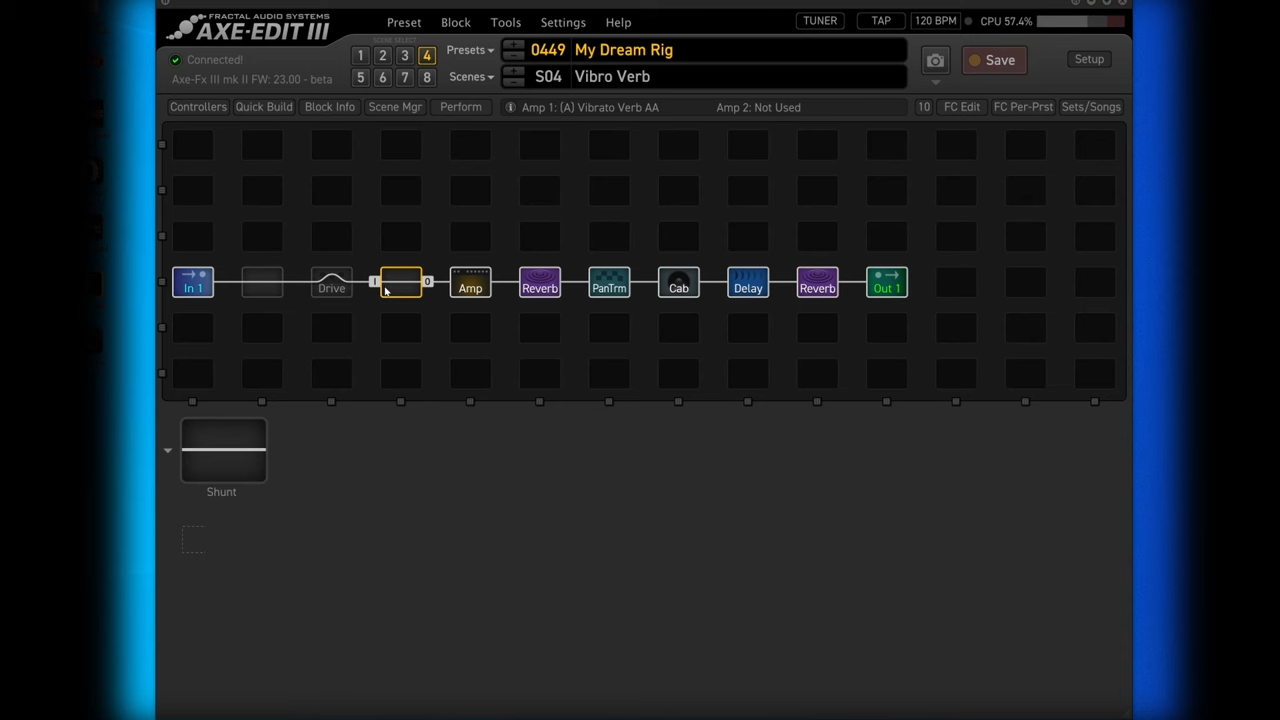 FRACTAL AUDIO SYSTEMS
AXE-EDIT III
Preset Block Tools Settings Help
TUNER TAP 120 BPM CPU 57.4%
Connected!
Axe-Fx III mk II FW: 23.00 - beta
SCENE SELECT
1 2 3 4
5 6 7 8
Presets 0449 My Dream Rig
Scenes S04 Vibro Verb
Save
Setup
Controllers Quick Build Block Info Scene Mgr Perform Amp 1: (A) Vibrato Verb AA Amp 2: Not Used 10 FC Edit FC Per-Prst Sets/Songs
I O
In 1 Drive Amp Reverb PanTrm Cab Delay Reverb Out 1
Shunt